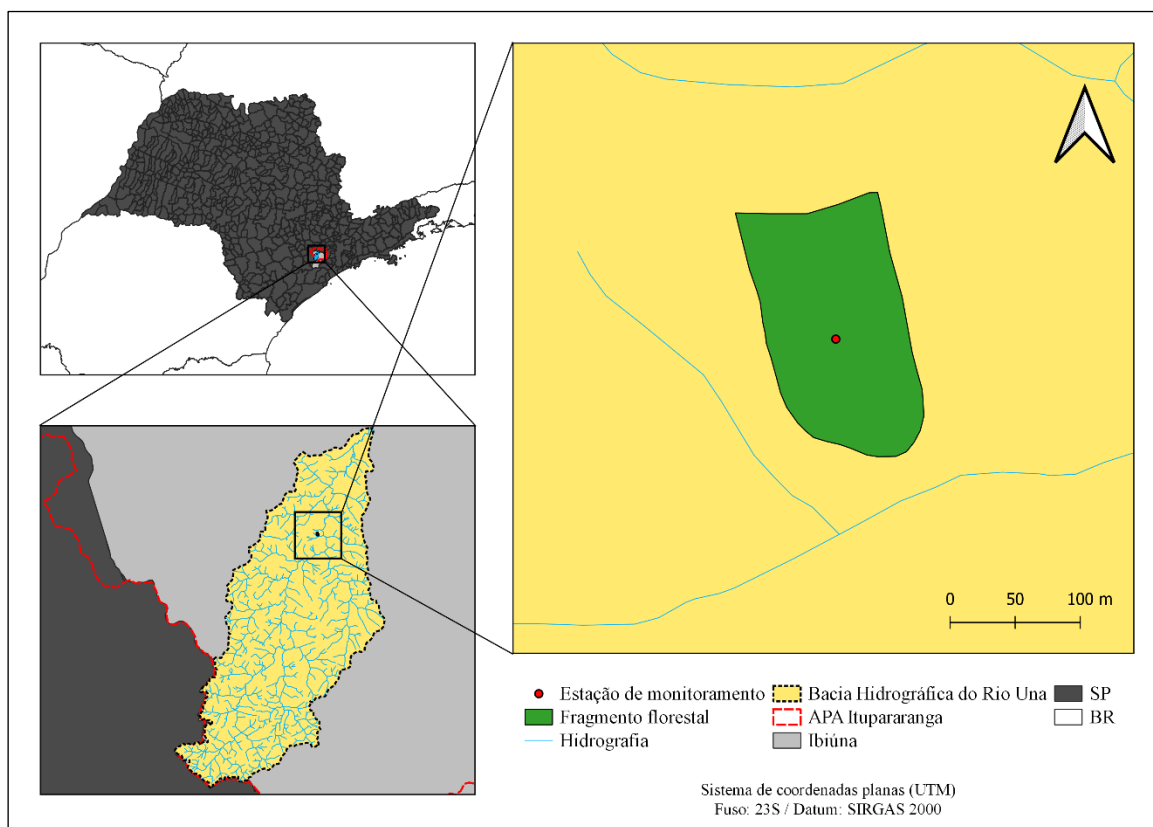 0 50 100 m
Estação de monitoramento
Fragmento florestal
Hidrografia
Bacia Hidrográfica do Rio Una
APA Itupararanga
Ibiúna
SP
BR
Sistema de coordenadas planas (UTM)
Fuso: 23S / Datum: SIRGAS 2000